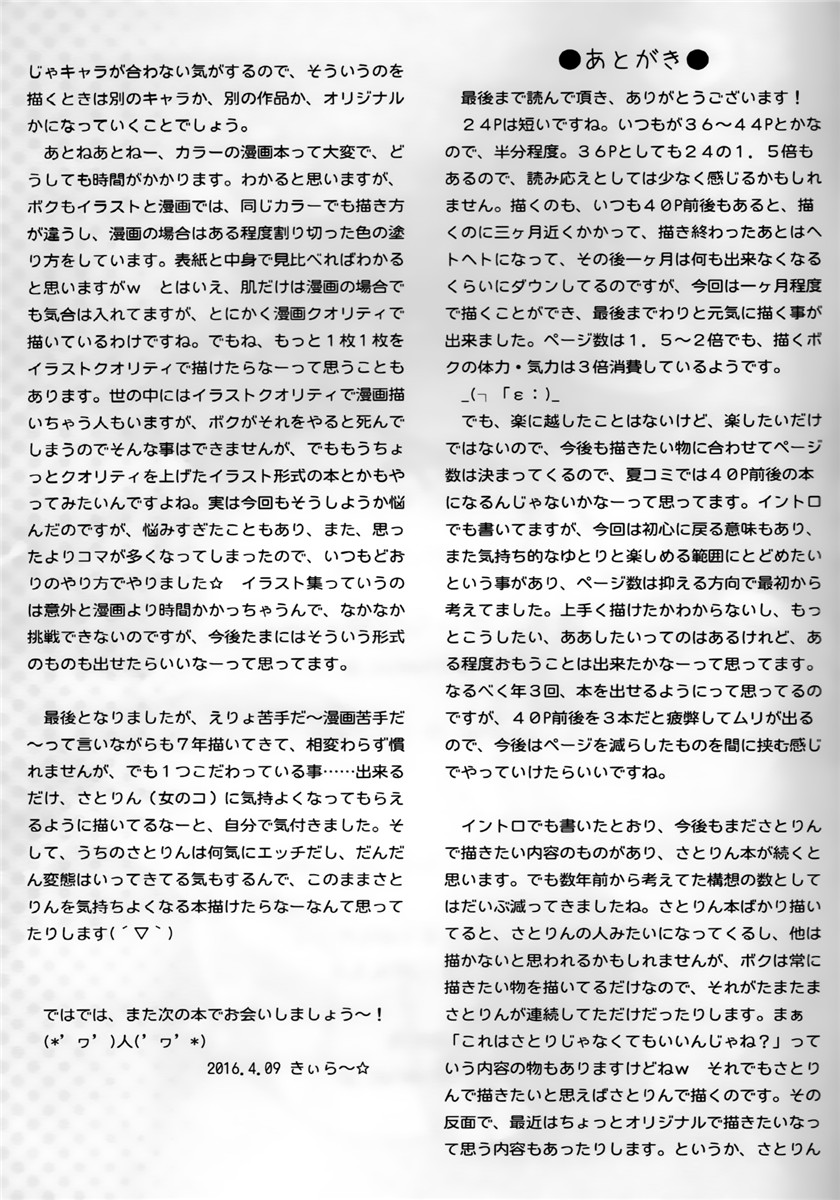 ●あとがき●
　最後まで読んで頂き、ありがとうございます！
　２４Pは短いですね。いつもが３６〜４４Pとかな
ので、半分程度。３６Pとしても２４の１．５倍も
あるので、読み応えとしては少なく感じるかもしれ
ません。描くのも、いつも４０P前後もあると、描
くのに三ヶ月近くかかって、描き終わったあとはヘ
トヘトになって、その後一ヶ月は何も出来なくなる
くらいにダウンしてるのですが、今回は一ヶ月程度
で描くことができ、最後までわりと元気に描く事が
出来ました。ページ数は１．５〜２倍でも、描くボ
クの体力・気力は３倍消費しているようです。
　_(┐「ε：)_
　でも、楽に越したことはないけど、楽したいだけ
ではないので、今後も描きたい物に合わせてページ
数は決まってくるので、夏コミでは４０P前後の本
になるんじゃないかなーって思ってます。イントロ
でも書いてますが、今回は初心に戻る意味もあり、
また気持ち的なゆとりと楽しめる範囲にとどめたい
という事があり、ページ数は抑える方向で最初から
考えてました。上手く描けたかわからないし、もっ
とこうしたい、ああしたいってのはあるけれど、あ
る程度おもうことは出来たかなーって思ってます。
なるべく年３回、本を出せるようにって思ってるの
ですが、４０P前後を３本だと疲弊してムリが出る
ので、今後はページを減らしたものを間に挟む感じ
でやっていけたらいいですね。
　イントロでも書いたとおり、今後もまださとりん
で描きたい内容のものがあり、さとりん本が続くと
思います。でも数年前から考えてた構想の数として
はだいぶ減ってきましたね。さとりん本ばかり描い
てると、さとりんの人みたいになってくるし、他は
描かないと思われるかもしれませんが、ボクは常に
描きたい物を描いてるだけなので、それがたまたま
さとりんが連続してただけだったりします。まぁ
「これはさとりじゃなくてもいいんじゃね？」って
いう内容の物もありますけどねｗ　それでもさとり
んで描きたいと思えばさとりんで描くのです。その
反面で、最近はちょっとオリジナルで描きたいなっ
て思う内容もあったりします。というか、さとりん
じゃキャラが合わない気がするので、そういうのを
描くときは別のキャラか、別の作品か、オリジナル
かになっていくことでしょう。
　あとねあとねー、カラーの漫画本って大変で、ど
うしても時間がかかります。わかると思いますが、
ボクもイラストと漫画では、同じカラーでも描き方
が違うし、漫画の場合はある程度割り切った色の塗
り方をしています。表紙と中身で見比べればわかる
と思いますがｗ　とはいえ、肌だけは漫画の場合で
も気合は入れてますが、とにかく漫画クオリティで
描いているわけですね。でもね、もっと１枚１枚を
イラストクオリティで描けたらなーって思うことも
あります。世の中にはイラストクオリティで漫画描
いちゃう人もいますが、ボクがそれをやると死んで
しまうのでそんな事はできませんが、でももうちょ
っとクオリティを上げたイラスト形式の本とかもや
ってみたいんですよね。実は今回もそうしようか悩
んだのですが、悩みすぎたこともあり、また、思っ
たよりコマが多くなってしまったので、いつもどお
りのやり方でやりました☆　イラスト集っていうの
は意外と漫画より時間かかっちゃうんで、なかなか
挑戦できないのですが、今後たまにはそういう形式
のものも出せたらいいなーって思ってます。
　最後となりましたが、えりょ苦手だ〜漫画苦手だ
〜って言いながらも７年描いてきて、相変わらず慣
れませんが、でも１つこだわっている事……出来る
だけ、さとりん（女のコ）に気持よくなってもらえ
るように描いてるなーと、自分で気付きました。そ
して、うちのさとりんは何気にエッチだし、だんだ
ん変態はいってきてる気もするんで、このままさと
りんを気持ちよくなる本描けたらなーなんて思って
たりします(´▽｀)
　ではでは、また次の本でお会いしましょう〜！
　(*’ヮ’)人(’ヮ’*)
2016.4.09 きぃら〜☆